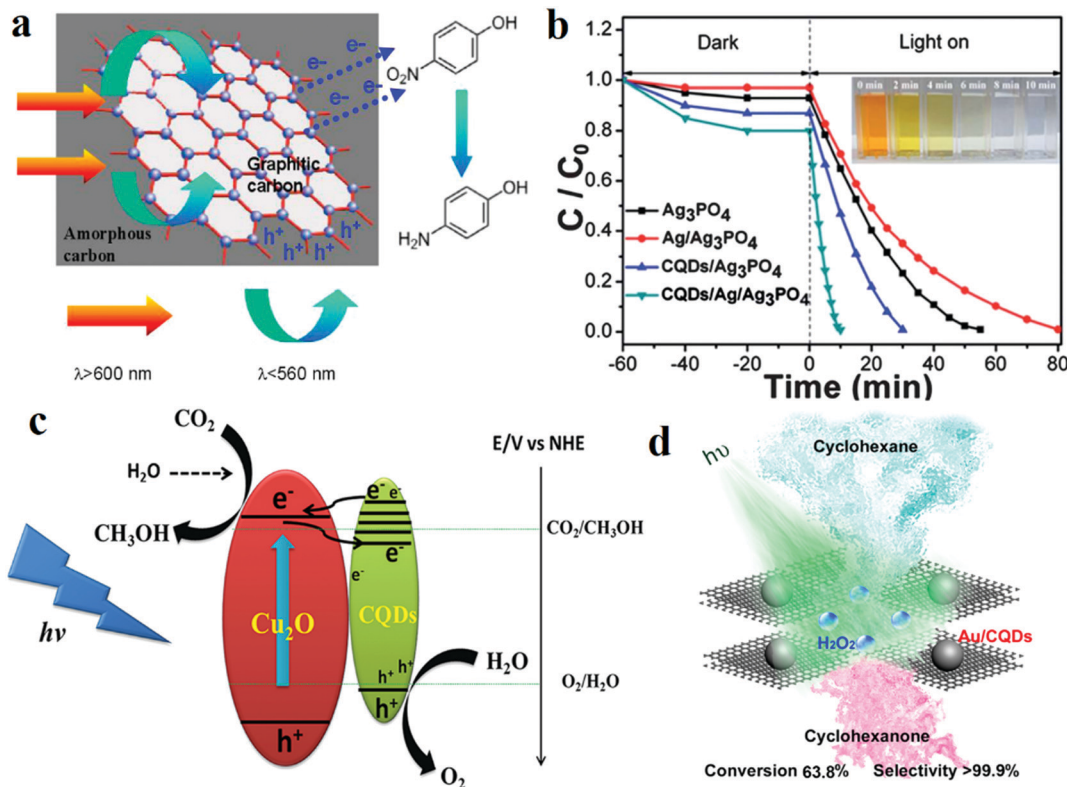 a
OH
O₂N
e-
e-
e-
e-
Graphitic
carbon
h⁺
h⁺ h⁺
h⁺ h⁺
Amorphous
carbon
OH
H₂N
λ>600 nm
λ<560 nm
b
Dark
Light on
0 min 2 min 4 min 6 min 8 min 10 min
C / C₀
1.0
0.8
0.6
0.4
0.2
0.0
Ag₃PO₄
Ag/Ag₃PO₄
CQDs/Ag₃PO₄
CQDs/Ag/Ag₃PO₄
-60 -40 -20 0 20 40 60 80
Time (min)
c
CO₂
H₂O
CH₃OH
hν
e⁻
Cu₂O
h⁺
e⁻ e⁻
e⁻
e⁻
CQDs
h⁺ h⁺
h⁺
H₂O
O₂
E/V vs NHE
CO₂/CH₃OH
O₂/H₂O
d
hυ
Cyclohexane
H₂O₂
Au/CQDs
Cyclohexanone
Conversion 63.8% Selectivity >99.9%